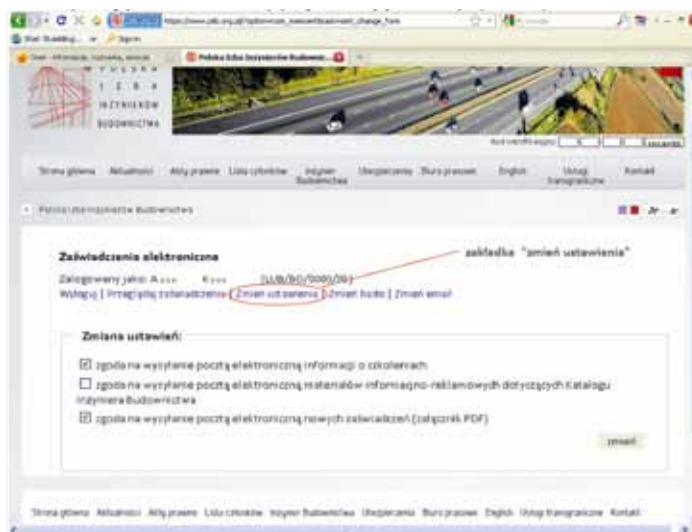 POLSKA
IZBA
INŻYNIERÓW
BUDOWNICTWA
Strona główna Aktualności Akty prawne Lista członków Inżynier Budownictwa Ubezpieczenia Biuro prasowe English Usługi transgraniczne Kontakt
Polska Izba Inżynierów Budownictwa
Zaświadczenia elektroniczne
zakładka "zmień ustawienia"
Zalogowany jako: A
Wyloguj | Przeglądaj zaświadczenia | Zmień ustawienia | Zmień hasło | Zmień email
Zmiana ustawień:
zgoda na wysyłanie pocztą elektroniczną informacji o szkoleniach
zgoda na wysyłanie pocztą elektroniczną materiałów informacyjno-reklamowych dotyczących Katalogu
Inżyniera Budownictwa
zgoda na wysyłanie pocztą elektroniczną nowych zaświadczeń (załącznik PDF)
zmień
Strona główna Aktualności Akty prawne Lista członków Inżynier Budownictwa Ubezpieczenia Biuro prasowe English Usługi transgraniczne Kontakt